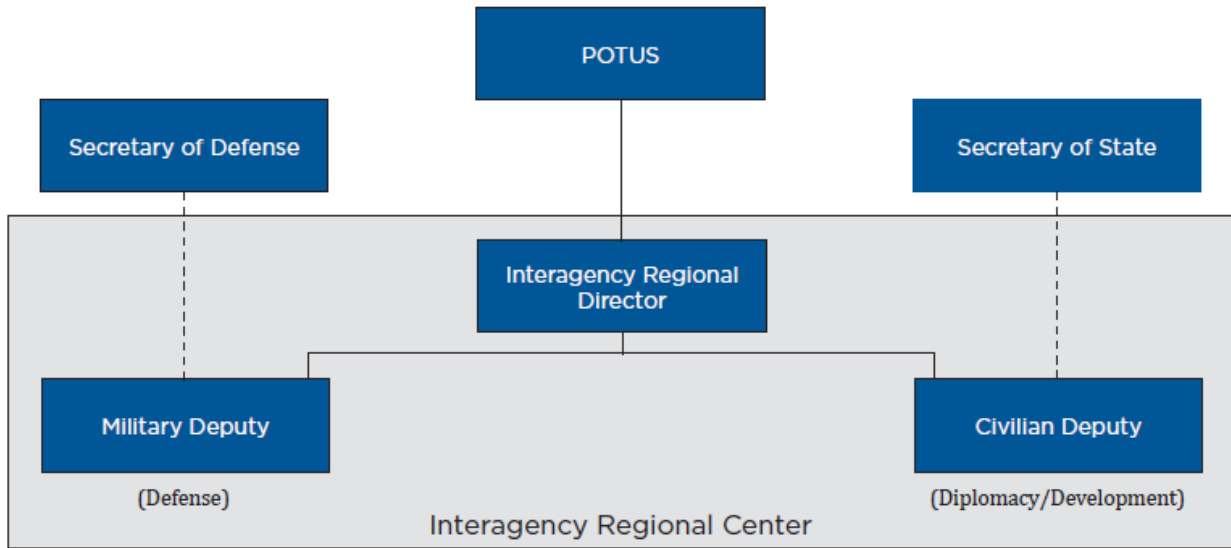 POTUS
Secretary of Defense
Secretary of State
Interagency Regional
Director
Military Deputy
Civilian Deputy
(Defense)
(Diplomacy/Development)
Interagency Regional Center